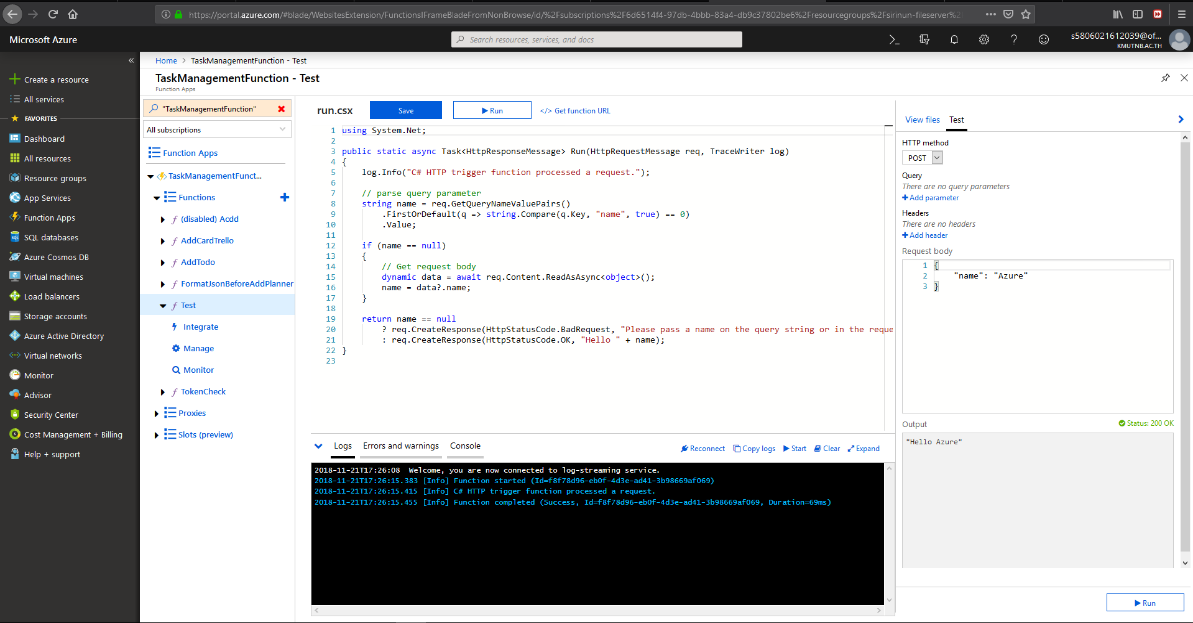 https://portal.azure.com/#blade/WebsitesExtension/FunctionsIFrameBladeFromNonBrowse/id/%2Fsubscriptions%2F6d6514f4-97db-4bbb-83a4-db9c37802be6%2Fresourcegroups%2Fsirinun-fileserver%2
Microsoft Azure
Search resources, services, and docs
s5806021612039@of...
KMUTNB.AC.TH
Create a resource
All services
FAVORITES
Dashboard
All resources
Resource groups
App Services
Function Apps
SQL databases
Azure Cosmos DB
Virtual machines
Load balancers
Storage accounts
Azure Active Directory
Virtual networks
Monitor
Advisor
Security Center
Cost Management + Billing
Help + support
Home > TaskManagementFunction - Test
TaskManagementFunction - Test
Function Apps
"TaskManagementFunction"
All subscriptions
Function Apps
TaskManagementFunct...
Functions
(disabled) Acdd
AddCardTrello
AddTodo
FormatJsonBeforeAddPlanner
Test
Integrate
Manage
Monitor
TokenCheck
Proxies
Slots (preview)
run.csx
Save
Run
</> Get function URL
1 using System.Net;
2
3 public static async Task<HttpResponseMessage> Run(HttpRequestMessage req, TraceWriter log)
4 {
5 log.Info("C# HTTP trigger function processed a request.");
6
7 // parse query parameter
8 string name = req.GetQueryNameValuePairs()
9 .FirstOrDefault(q => string.Compare(q.Key, "name", true) == 0)
10 .Value;
11
12 if (name == null)
13 {
14 // Get request body
15 dynamic data = await req.Content.ReadAsAsync<object>();
16 name = data?.name;
17 }
18
19 return name == null
20 ? req.CreateResponse(HttpStatusCode.BadRequest, "Please pass a name on the query string or in the reque
21 : req.CreateResponse(HttpStatusCode.OK, "Hello " + name);
22 }
23
Logs
Errors and warnings
Console
Reconnect
Copy logs
Start
Clear
Expand
2018-11-21T17:26:08 Welcome, you are now connected to log-streaming service.
2018-11-21T17:26:15.383 [Info] Function started (Id=f8f78d96-eb0f-4d3e-ad41-3b98669af069)
2018-11-21T17:26:15.415 [Info] C# HTTP trigger function processed a request.
2018-11-21T17:26:15.455 [Info] Function completed (Success, Id=f8f78d96-eb0f-4d3e-ad41-3b98669af069, Duration=69ms)
View files
Test
HTTP method
POST
Query
There are no query parameters
+ Add parameter
Headers
There are no headers
+ Add header
Request body
1 {
2 "name": "Azure"
3 }
Output
Status: 200 OK
"Hello Azure"
Run